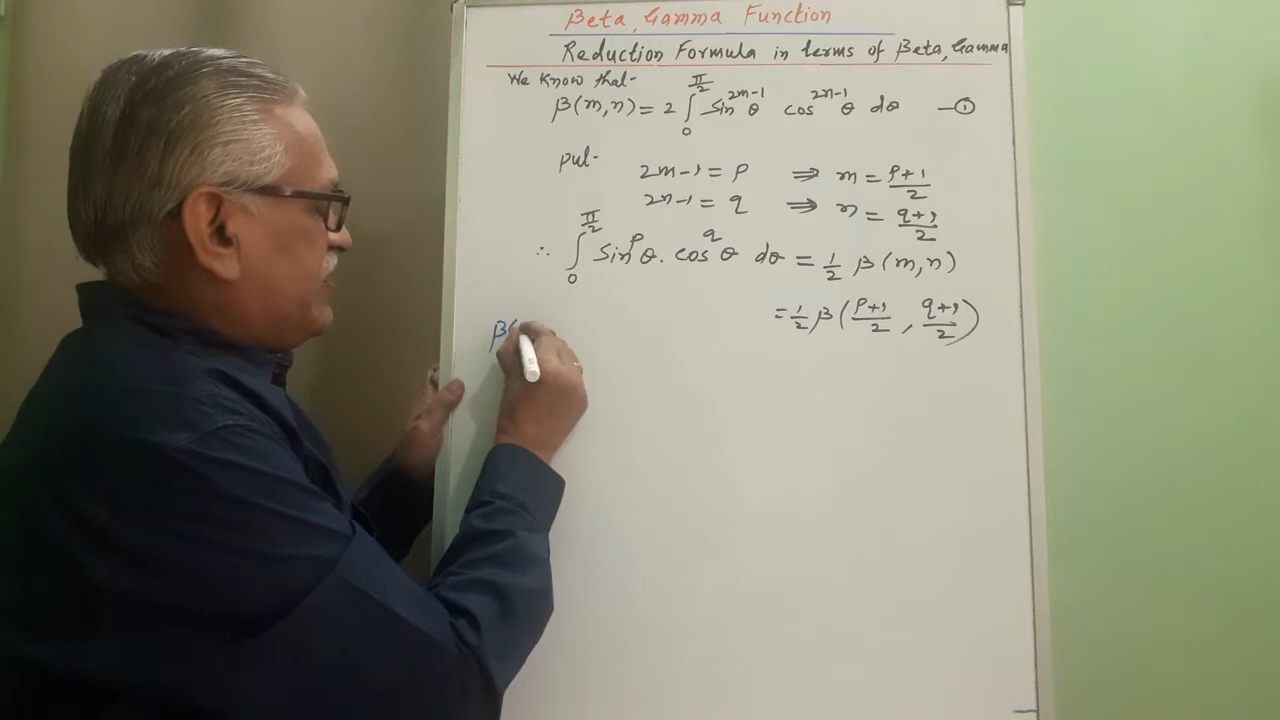 Beta, Gamma Function
Reduction Formula in terms of Beta, Gamma
We know that-
β(m,n) = 2 ∫₀^(π/2) sin^(2m-1) θ cos^(2n-1) θ dθ —①
put-
2m-1 = p ⇒ m = (p+1)/2
2n-1 = q ⇒ n = (q+1)/2
∴ ∫₀^(π/2) sin^p θ. cos^q θ dθ = 1/2 β(m,n)
= 1/2 β((p+1)/2, (q+1)/2)
β(